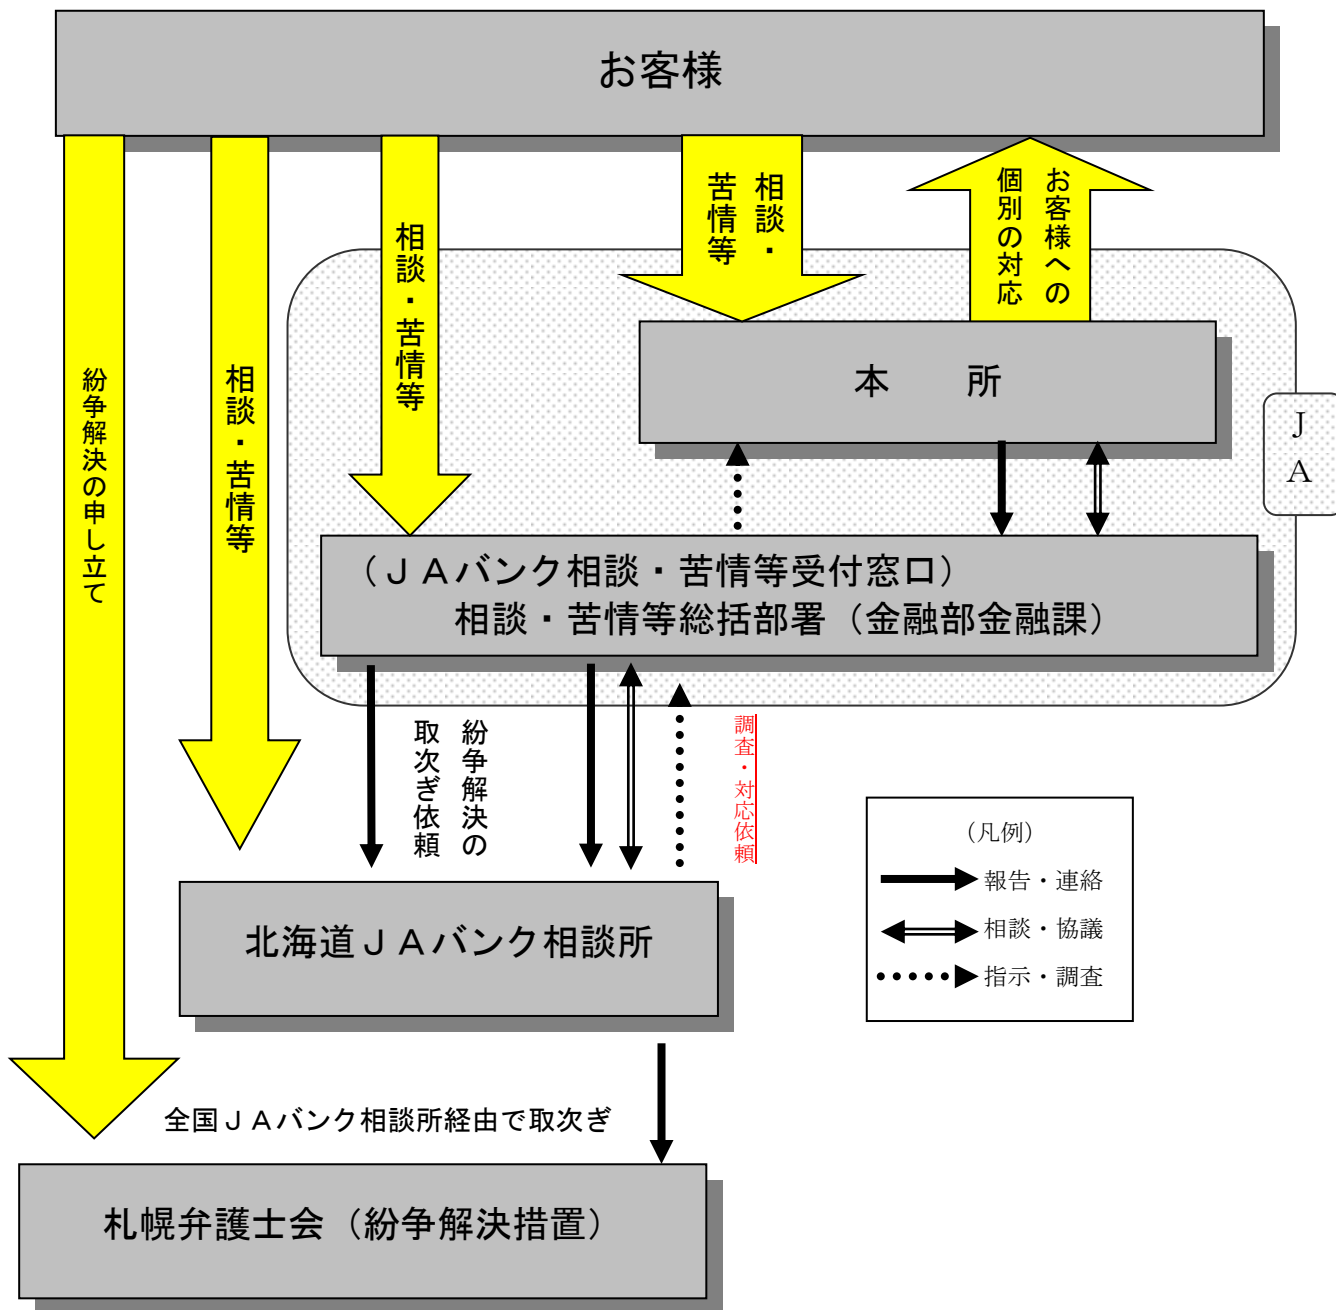 お客様
紛争解決の申し立て
相談・苦情等
相談・苦情等
相談・
苦情等
お客様への
個別の対応
本　　所
JA
（ＪＡバンク相談・苦情等受付窓口）
相談・苦情等総括部署（金融部金融課）
紛争解決の
取次ぎ依頼
調査・対応依頼
（凡例）
報告・連絡
相談・協議
指示・調査
北海道ＪＡバンク相談所
全国ＪＡバンク相談所経由で取次ぎ
札幌弁護士会（紛争解決措置）